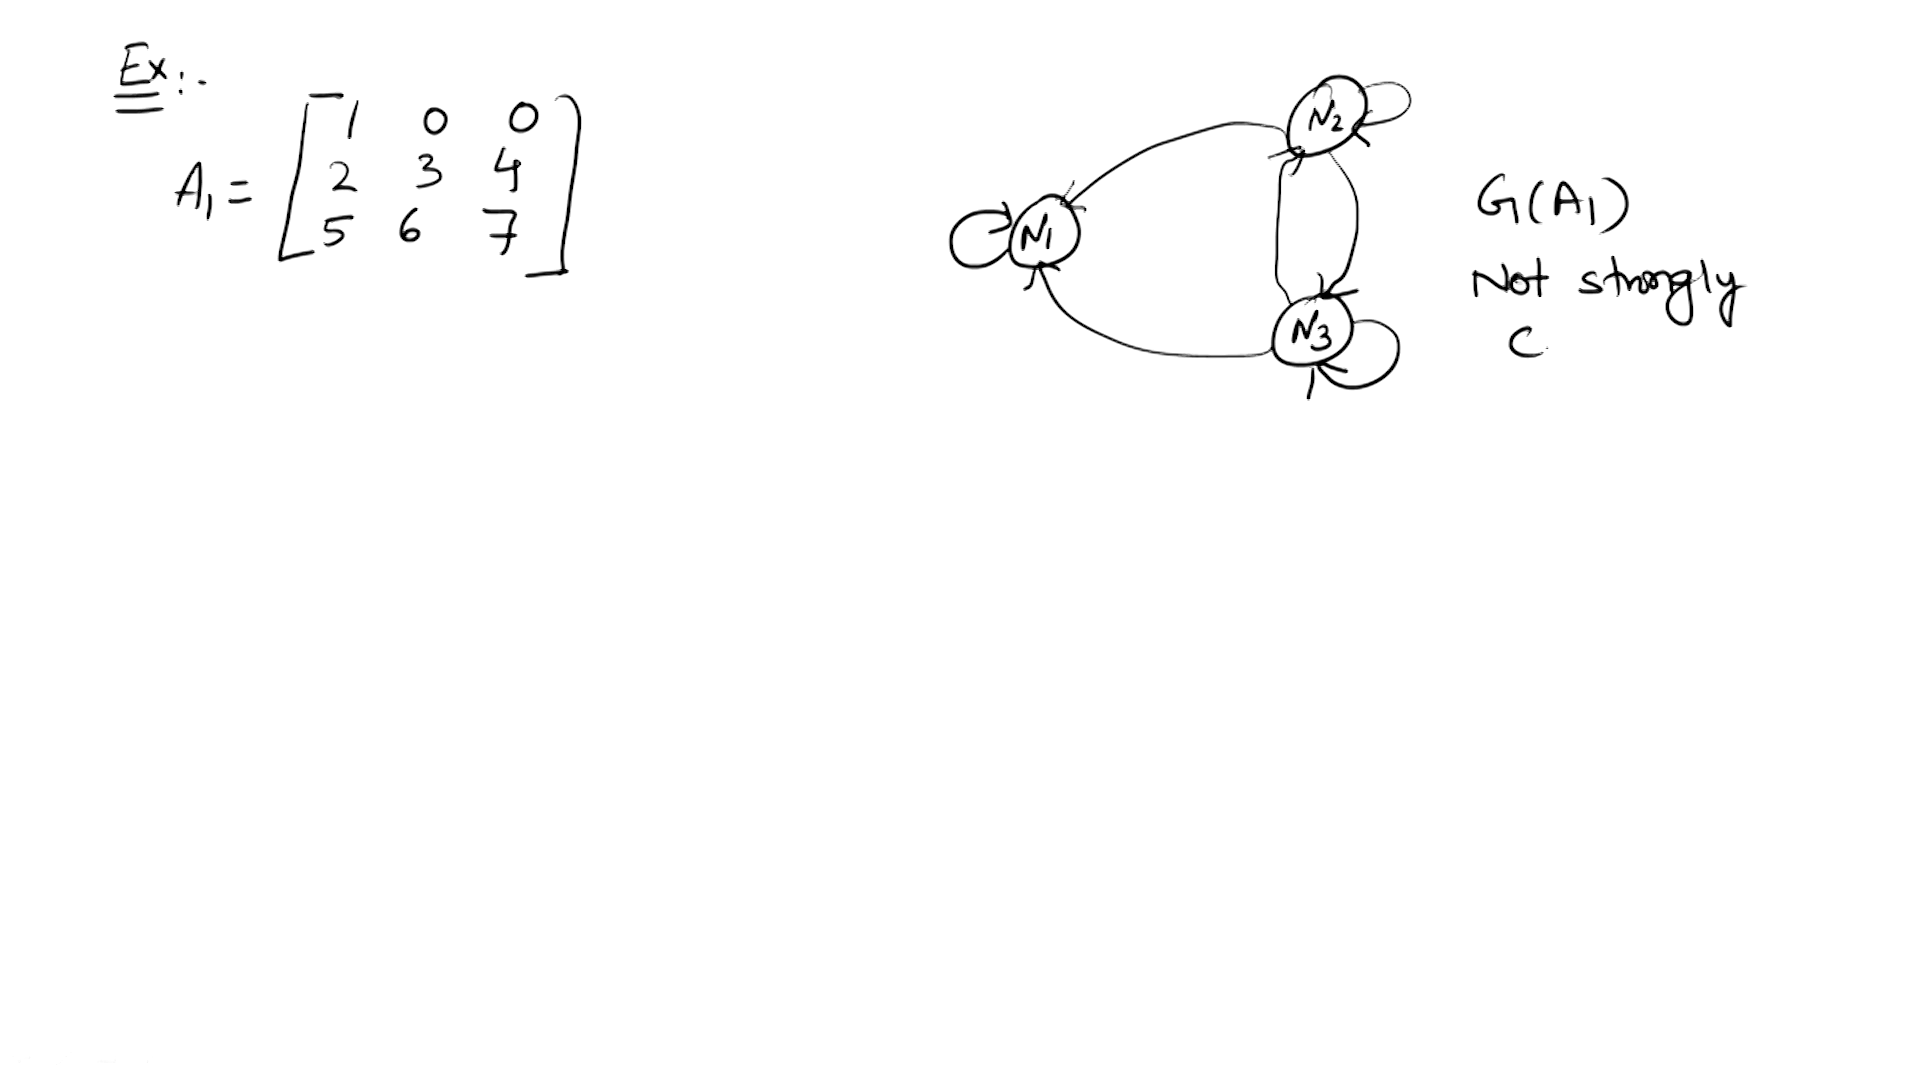 Ex:-
A1 =
1 0 0
2 3 4
5 6 7
N1
N2
N3
G(A1)
Not strongly
C